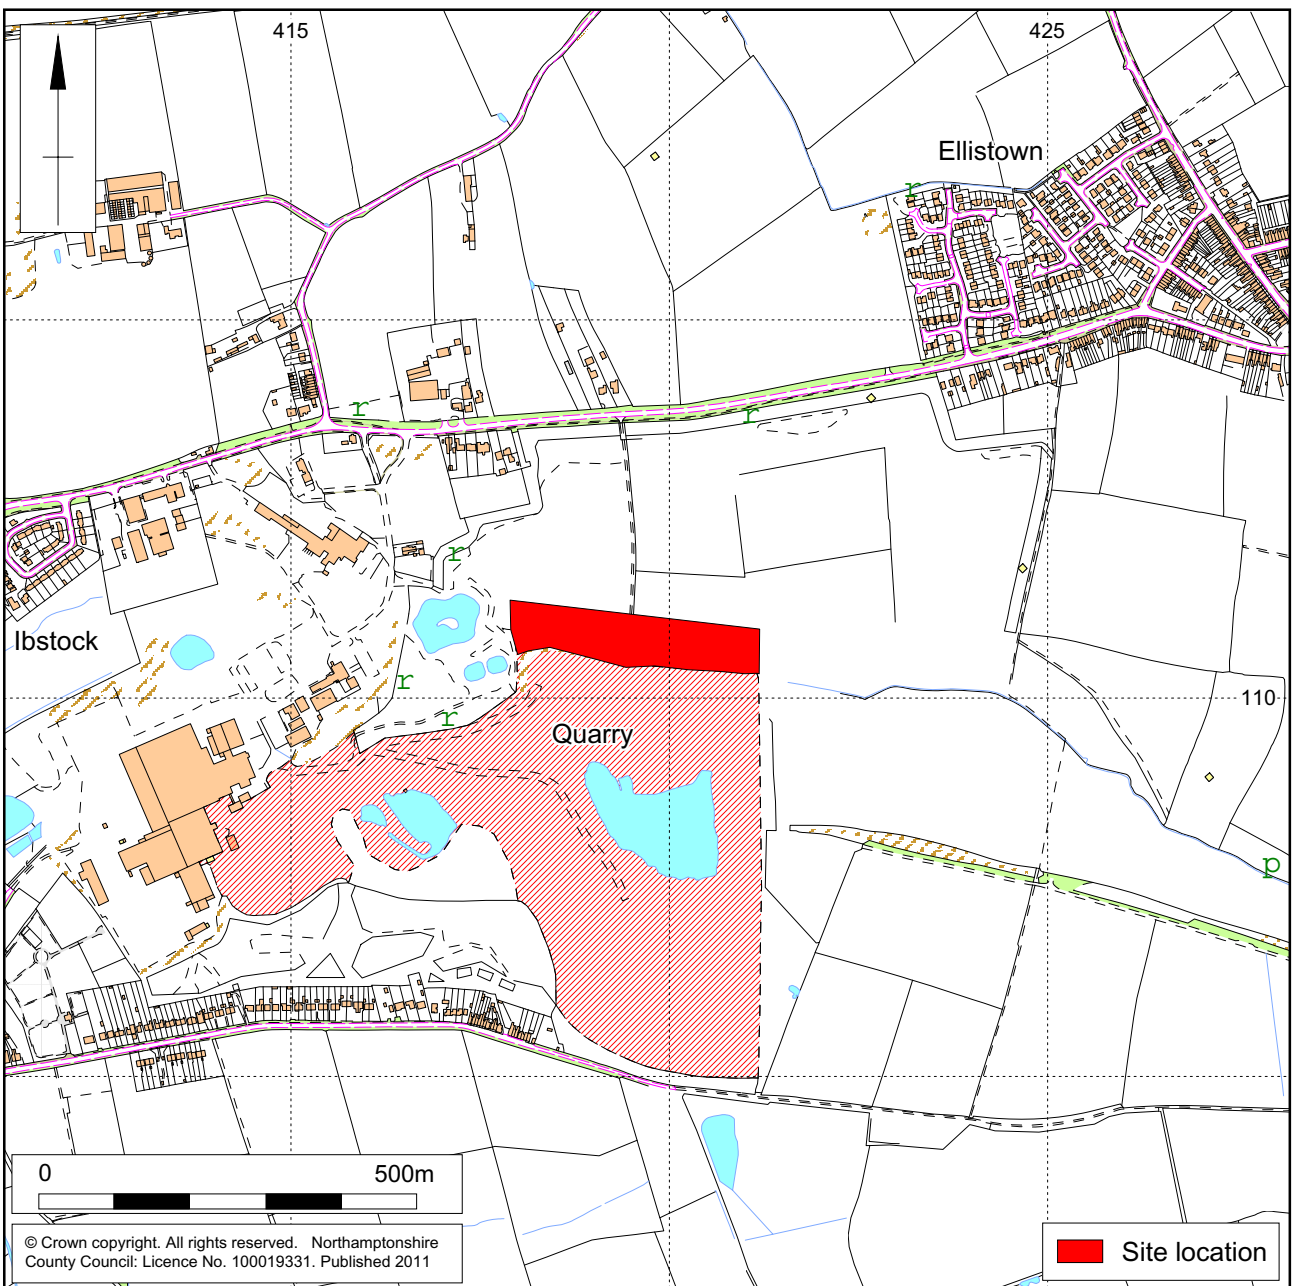 415
425
Ellistown
r
r
r
r
Ibstock
r
r
110
Quarry
p
0 500m
© Crown copyright. All rights reserved. Northamptonshire
County Council: Licence No. 100019331. Published 2011
Site location